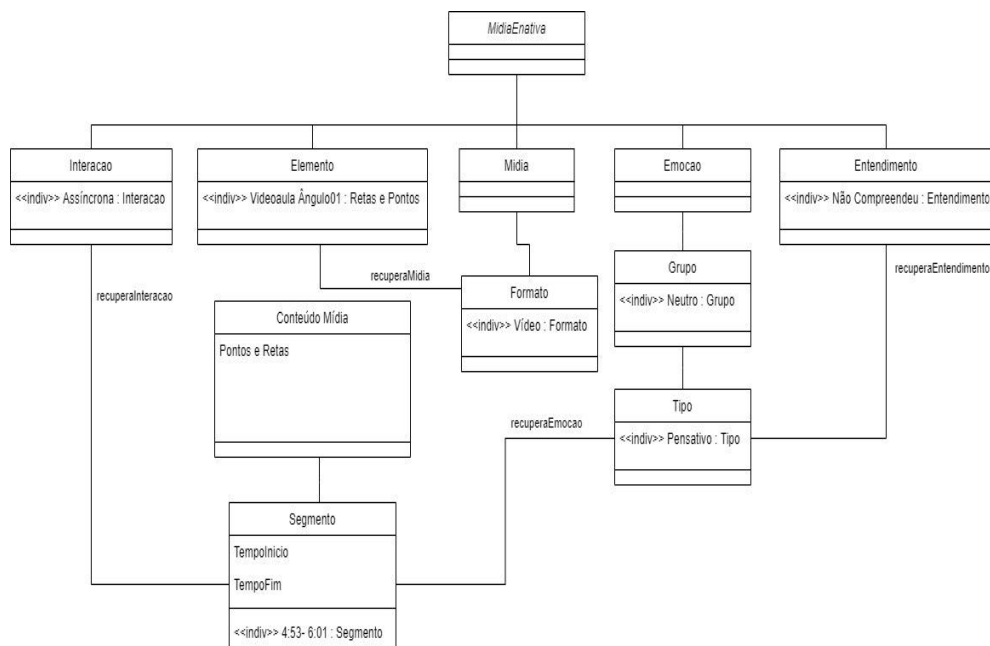 MidiaEnativa
Interacao
<<indiv>> Assíncrona : Interacao
Elemento
<<indiv>> Videoaula Ângulo01 : Retas e Pontos
Midia
Emocao
Entendimento
<<indiv>> Não Compreendeu : Entendimento
recuperaInteracao
recuperaMidia
recuperaEntendimento
Grupo
<<indiv>> Neutro : Grupo
Formato
<<indiv>> Vídeo : Formato
Conteúdo Mídia
Pontos e Retas
Tipo
<<indiv>> Pensativo : Tipo
recuperaEmocao
Segmento
TempoInicio
TempoFim
<<indiv>> 4:53- 6:01 : Segmento